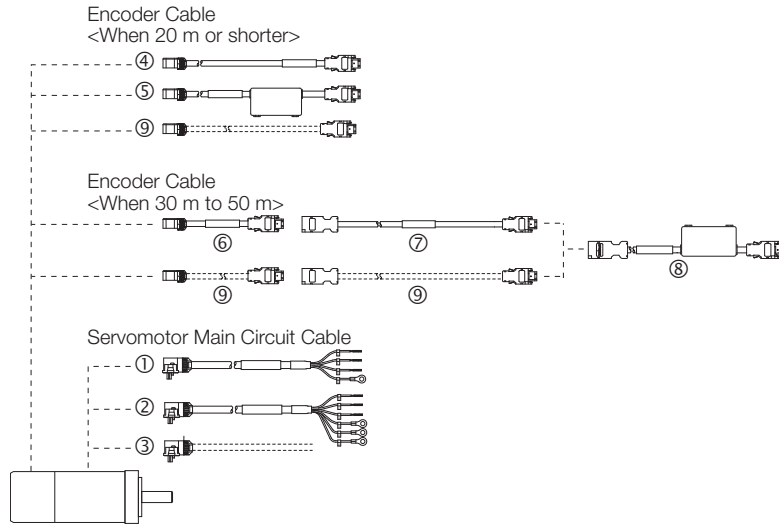 Encoder Cable
<When 20 m or shorter>
④
⑤
⑨
Encoder Cable
<When 30 m to 50 m>
⑥ ⑦
⑧
⑨ ⑨
Servomotor Main Circuit Cable
①
②
③